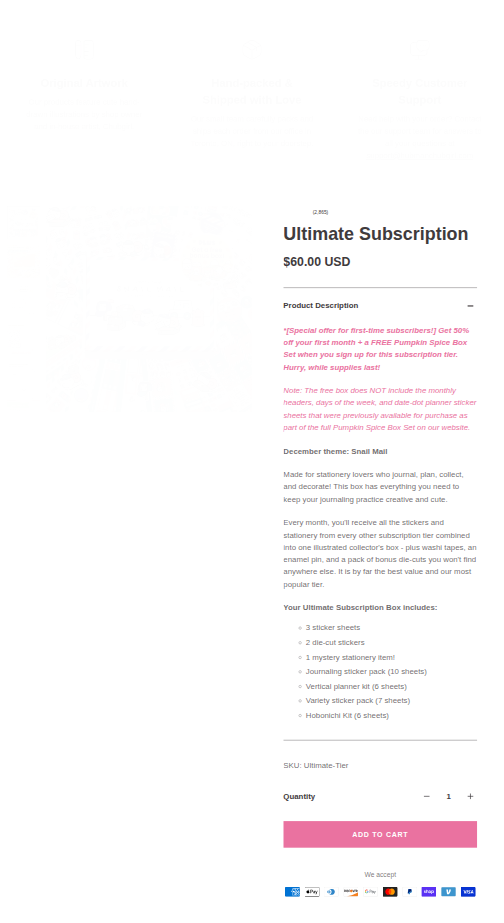 (2,865)
Ultimate Subscription
$60.00 USD
Product Description
*[Special offer for first-time subscribers!] Get 50%
off your first month + a FREE Pumpkin Spice Box
Set when you sign up for this subscription tier.
Hurry, while supplies last!
Note: The free box does NOT include the monthly
headers, days of the week, and date-dot planner sticker
sheets that were previously available for purchase as
part of the full Pumpkin Spice Box Set on our website.
December theme: Snail Mail
Made for stationery lovers who journal, plan, collect,
and decorate! This box has everything you need to
keep your journaling practice creative and cute.
Every month, you'll receive all the stickers and
stationery from every other subscription tier combined
into one illustrated collector's box - plus washi tapes, an
enamel pin, and a pack of bonus die-cuts you won't find
anywhere else. It is by far the best value and our most
popular tier.
Your Ultimate Subscription Box includes:
3 sticker sheets
2 die-cut stickers
1 mystery stationery item!
Journaling sticker pack (10 sheets)
Vertical planner kit (6 sheets)
Variety sticker pack (7 sheets)
Hobonichi Kit (6 sheets)
SKU: Ultimate-Tier
Quantity − 1 +
ADD TO CART
We accept
Pay DISCOVER G Pay shop VISA